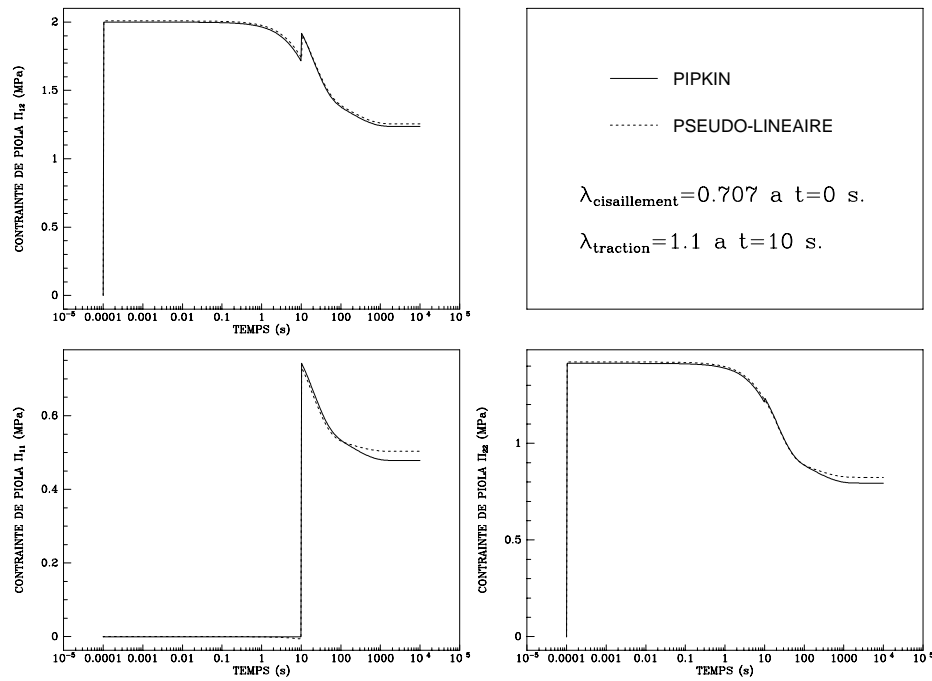 CONTRAINTE DE PIOLA Π₁₂ (MPa)
2
1.5
1
0.5
0
10⁻⁵ 0.0001 0.001 0.01 0.1 1 10 100 1000 10⁴ 10⁵
TEMPS (s)
PIPKIN
PSEUDO-LINEAIRE
λcisaillement=0.707 a t=0 s.
λtraction=1.1 a t=10 s.
CONTRAINTE DE PIOLA Π₁₁ (MPa)
0.6
0.4
0.2
0
10⁻⁵ 0.0001 0.001 0.01 0.1 1 10 100 1000 10⁴ 10⁵
TEMPS (s)
CONTRAINTE DE PIOLA Π₂₂ (MPa)
1
0.5
0
10⁻⁵ 0.0001 0.001 0.01 0.1 1 10 100 1000 10⁴ 10⁵
TEMPS (s)